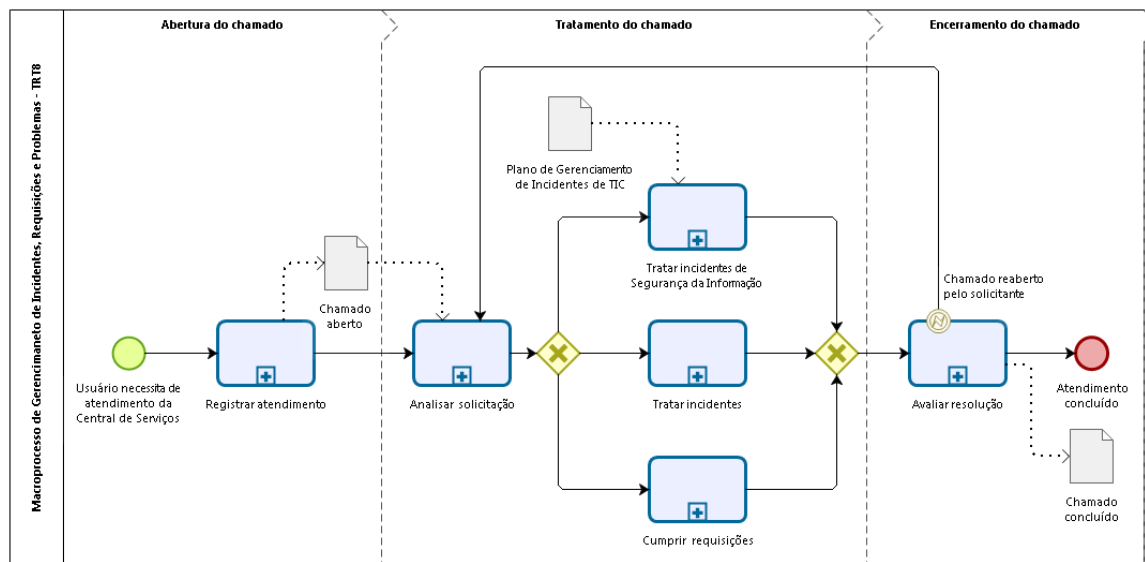 Macroprocesso de Gerencimaneto de Incidentes, Requisições e Problemas - TRT8
Abertura do chamado
Tratamento do chamado
Encerramento do chamado
Plano de Gerenciamento
de Incidentes de TIC
Tratar incidentes de
Segurança da Informação
Chamado reaberto
pelo solicitante
Chamado
aberto
Usuário necessita de
atendimento da
Central de Serviços
Registrar atendimento
Analisar solicitação
Tratar incidentes
Avaliar resolução
Atendimento
concluído
Cumprir requisições
Chamado
concluído